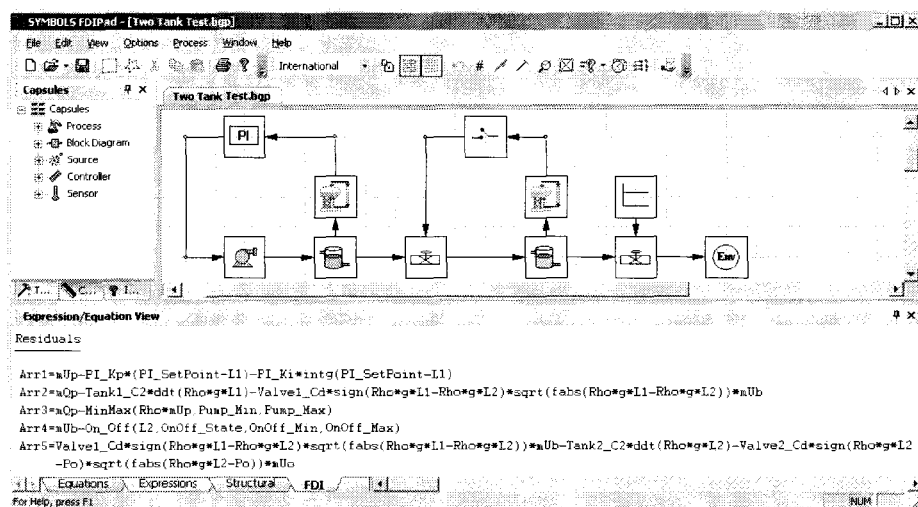 SYMBOLS FDIPad - [Two Tank Test.bgp]
File Edit View Options Process Window Help
International
Capsules
Two Tank Test.bgp
Capsules
Process
Block Diagram
Source
Controller
Sensor
PI
Env
T... C... T...
Expression/Equation View
Residuals
Arr1=mUp-PI_Kp*(PI_SetPoint-L1)-PI_Ki*intg(PI_SetPoint-L1)
Arr2=mQp-Tank1_C2*ddt(Rho*g*L1)-Valve1_Cd*sign(Rho*g*L1-Rho*g*L2)*sqrt(fabs(Rho*g*L1-Rho*g*L2))*mUb
Arr3=mQp-MinMax(Rho*mUp,Pump_Min,Pump_Max)
Arr4=mUb-On_Off(L2,OnOff_State,OnOff_Min,OnOff_Max)
Arr5=Valve1_Cd*sign(Rho*g*L1-Rho*g*L2)*sqrt(fabs(Rho*g*L1-Rho*g*L2))*mUb-Tank2_C2*ddt(Rho*g*L2)-Valve2_Cd*sign(Rho*g*L2
-Po)*sqrt(fabs(Rho*g*L2-Po))*mUo
Equations Expressions Structural FDI
For Help, press F1
NUM